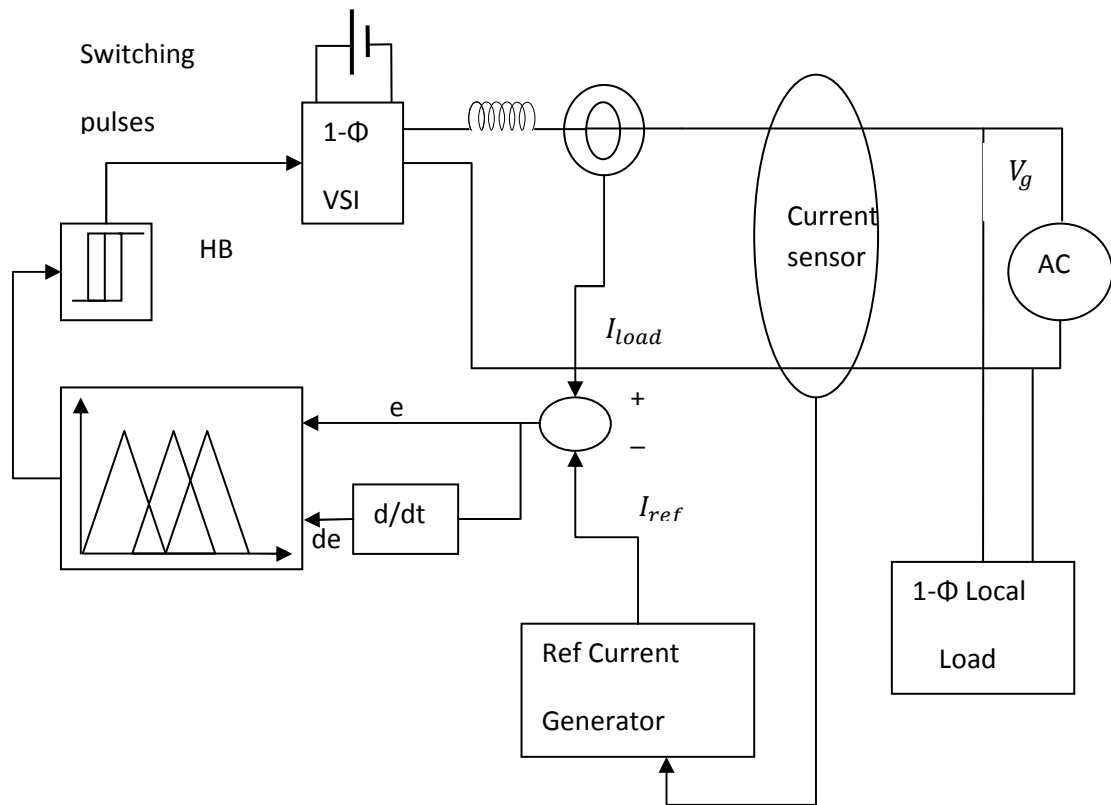 Switching
pulses
1-Φ
VSI
HB
Current
sensor
V_g
AC
I_load
e
+
–
de
d/dt
I_ref
1-Φ Local
Load
Ref Current
Generator